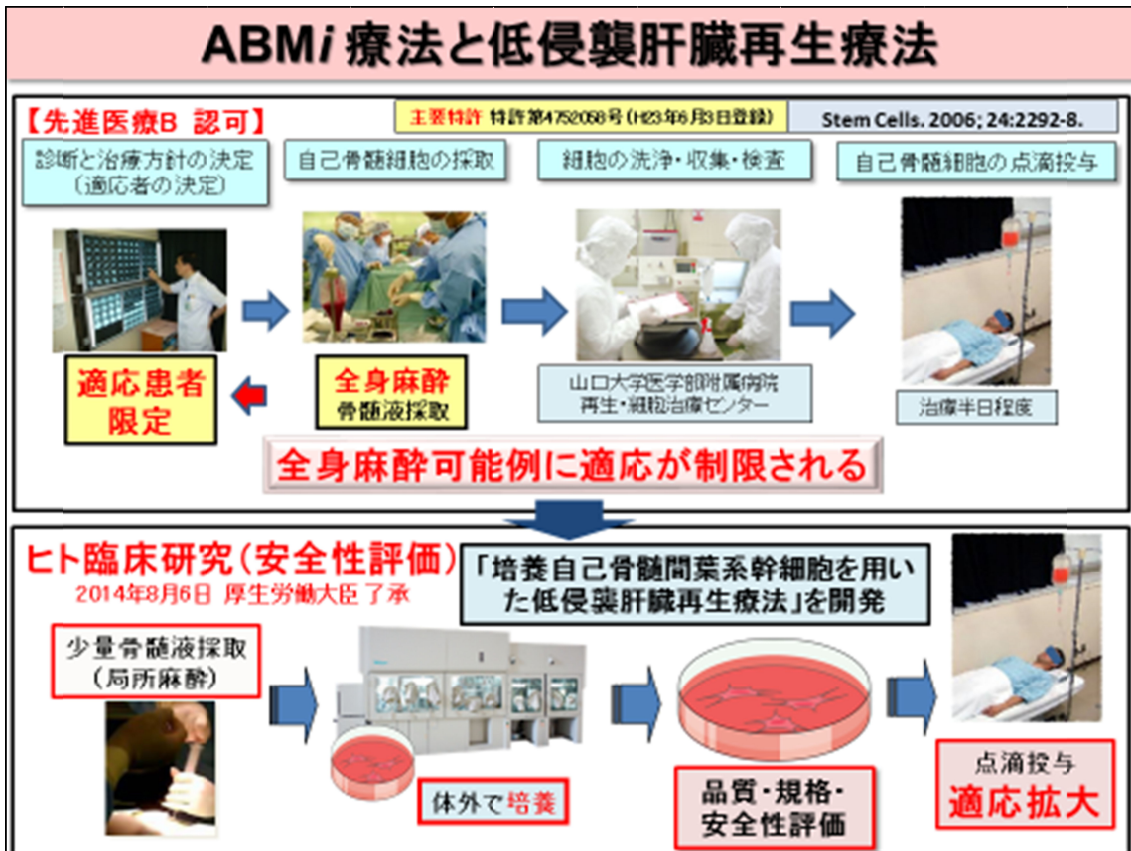 ABMi 療法と低侵襲肝臓再生療法
【先進医療B 認可】
主要特許 特許第4752058号(H23年6月3日登録)
Stem Cells. 2006; 24:2292-8.
診断と治療方針の決定
(適応者の決定)
自己骨髄細胞の採取
細胞の洗浄・収集・検査
自己骨髄細胞の点滴投与
適応患者
限定
全身麻酔
骨髄液採取
山口大学医学部附属病院
再生・細胞治療センター
治療半日程度
全身麻酔可能例に適応が制限される
ヒト臨床研究(安全性評価)
2014年8月6日 厚生労働大臣 了承
「培養自己骨髄間葉系幹細胞を用い
た低侵襲肝臓再生療法」を開発
少量骨髄液採取
(局所麻酔)
体外で培養
品質・規格・
安全性評価
点滴投与
適応拡大